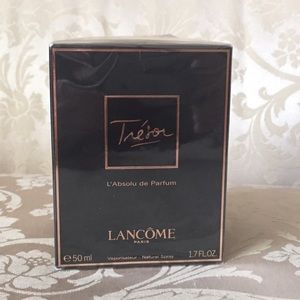 Trésor
L'Absolu de Parfum
LANCÔME
PARIS
Vaporisateur - Natural Spray
℮ 50 ml 1.7 FL.OZ.